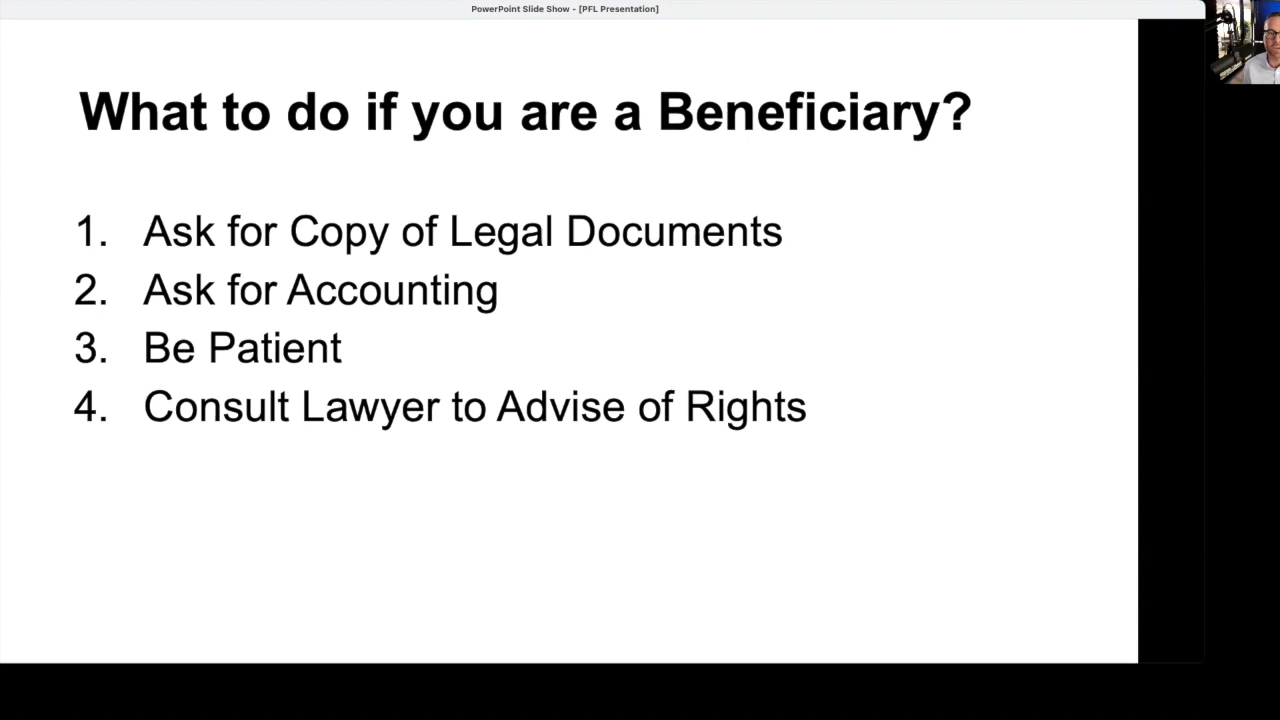 PowerPoint Slide Show - [PFL Presentation]
What to do if you are a Beneficiary?
1. Ask for Copy of Legal Documents
2. Ask for Accounting
3. Be Patient
4. Consult Lawyer to Advise of Rights